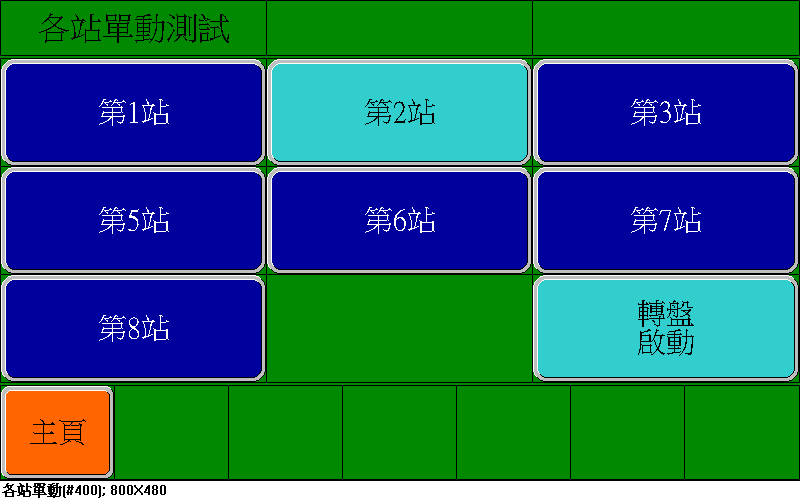 各站單動測試
第1站
第2站
第3站
第5站
第6站
第7站
第8站
轉盤
啟動
主頁
各站單動(#400); 800X480